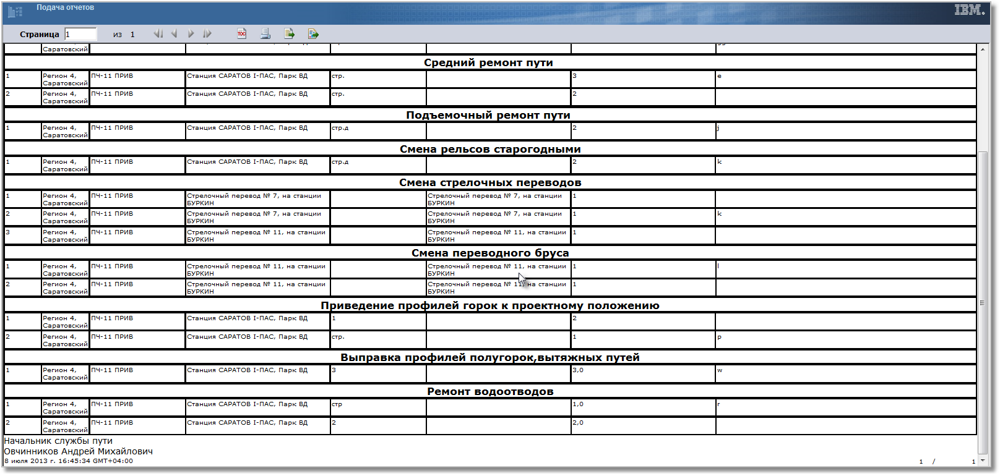 Подача отчетов
IBM.
Страница 1 из 1
TOC
Саратовский
Средний ремонт пути
1 Регион 4, ПЧ-11 ПРИВ Станция САРАТОВ I-ПАС, Парк ВД стр. 3 e
Саратовский
2 Регион 4, ПЧ-11 ПРИВ Станция САРАТОВ I-ПАС, Парк ВД стр. 2
Саратовский
Подъемочный ремонт пути
1 Регион 4, ПЧ-11 ПРИВ Станция САРАТОВ I-ПАС, Парк ВД стр.д 2 j
Саратовский
Смена рельсов старогодными
1 Регион 4, ПЧ-11 ПРИВ Станция САРАТОВ I-ПАС, Парк ВД стр.д 2 k
Саратовский
Смена стрелочных переводов
1 Регион 4, ПЧ-11 ПРИВ Стрелочный перевод № 7, на станции Стрелочный перевод № 7, на станции 1
Саратовский БУРКИН БУРКИН
2 Регион 4, ПЧ-11 ПРИВ Стрелочный перевод № 7, на станции Стрелочный перевод № 7, на станции 1 k
Саратовский БУРКИН БУРКИН
3 Регион 4, ПЧ-11 ПРИВ Стрелочный перевод № 11, на станции Стрелочный перевод № 11, на станции 1
Саратовский БУРКИН БУРКИН
Смена переводного бруса
1 Регион 4, ПЧ-11 ПРИВ Стрелочный перевод № 11, на станции Стрелочный перевод № 11, на станции 1 l
Саратовский БУРКИН БУРКИН
2 Регион 4, ПЧ-11 ПРИВ Стрелочный перевод № 11, на станции Стрелочный перевод № 11, на станции 1
Саратовский БУРКИН БУРКИН
Приведение профилей горок к проектному положению
1 Регион 4, ПЧ-11 ПРИВ Станция САРАТОВ I-ПАС, Парк ВД 1 2
Саратовский
2 Регион 4, ПЧ-11 ПРИВ Станция САРАТОВ I-ПАС, Парк ВД стр. 1 p
Саратовский
Выправка профилей полугорок,вытяжных путей
1 Регион 4, ПЧ-11 ПРИВ Станция САРАТОВ I-ПАС, Парк ВД 3 3,0 w
Саратовский
Ремонт водоотводов
1 Регион 4, ПЧ-11 ПРИВ Станция САРАТОВ I-ПАС, Парк ВД стр 1,0 r
Саратовский
2 Регион 4, ПЧ-11 ПРИВ Станция САРАТОВ I-ПАС, Парк ВД 2 2,0
Саратовский
Начальник службы пути
Овчинников Андрей Михайлович
8 июля 2013 г. 16:45:34 GMT+04:00 1 / 1